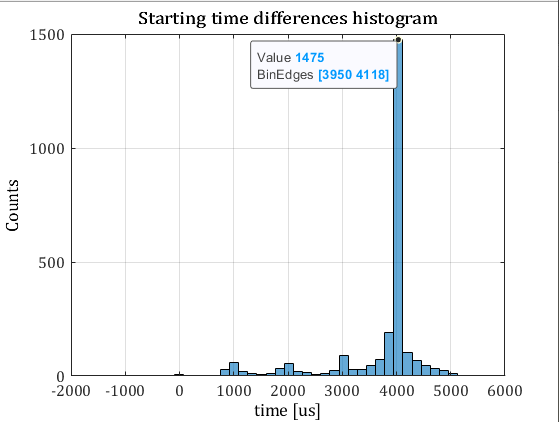 Starting time differences histogram
1500
Value 1475
BinEdges [3950 4118]
1000
Counts
500
0
-2000 -1000 0 1000 2000 3000 4000 5000 6000
time [us]